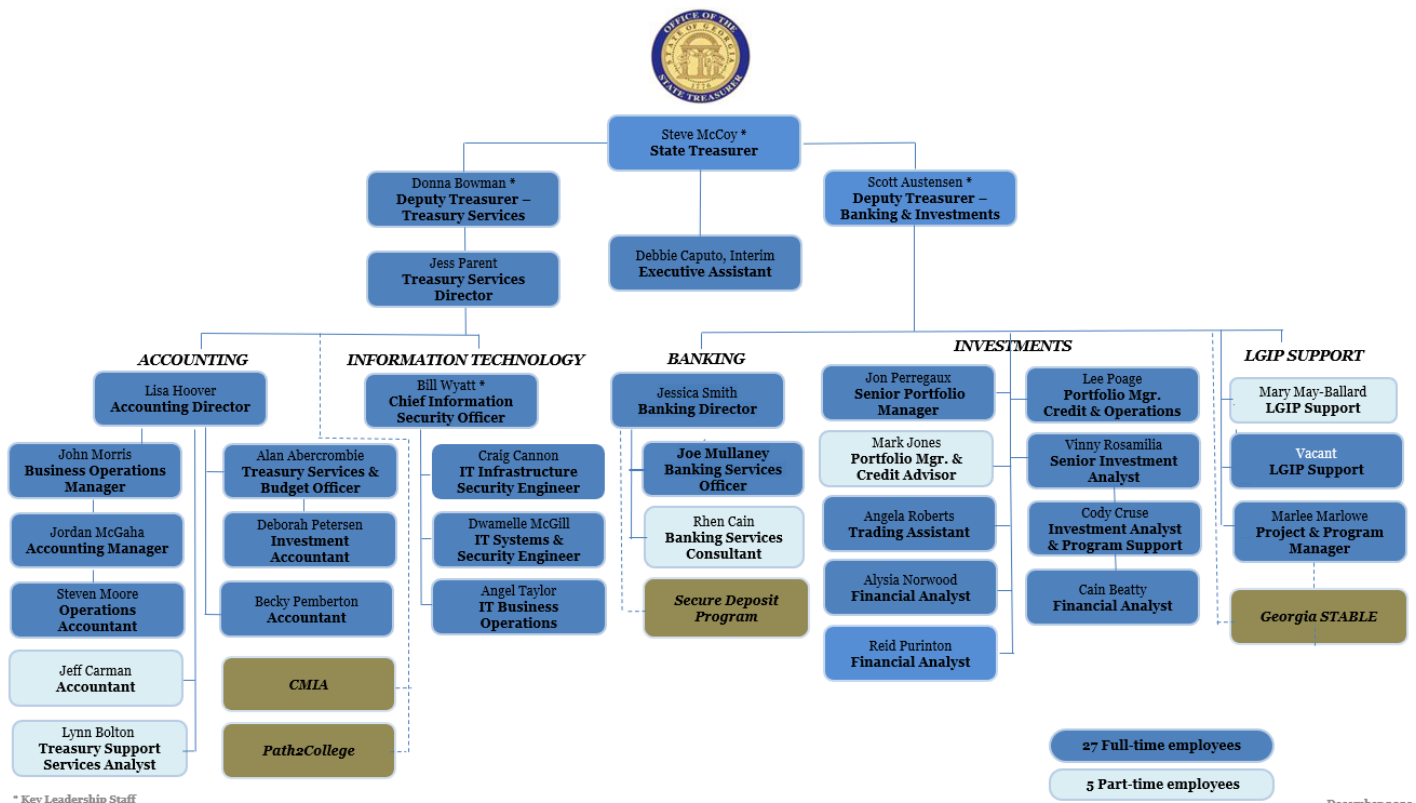 OFFICE OF THE
STATE OF GEORGIA
1776
STATE TREASURER
Steve McCoy *
State Treasurer
Donna Bowman *
Deputy Treasurer –
Treasury Services
Scott Austensen *
Deputy Treasurer –
Banking & Investments
Jess Parent
Treasury Services
Director
Debbie Caputo, Interim
Executive Assistant
ACCOUNTING
INFORMATION TECHNOLOGY
BANKING
INVESTMENTS
LGIP SUPPORT
Lisa Hoover
Accounting Director
John Morris
Business Operations
Manager
Jordan McGaha
Accounting Manager
Steven Moore
Operations
Accountant
Jeff Carman
Accountant
Lynn Bolton
Treasury Support
Services Analyst
Alan Abercrombie
Treasury Services &
Budget Officer
Deborah Petersen
Investment
Accountant
Becky Pemberton
Accountant
CMIA
Path2College
Bill Wyatt *
Chief Information
Security Officer
Craig Cannon
IT Infrastructure
Security Engineer
Dwamelle McGill
IT Systems &
Security Engineer
Angel Taylor
IT Business
Operations
Jessica Smith
Banking Director
Joe Mullaney
Banking Services
Officer
Rhen Cain
Banking Services
Consultant
Secure Deposit
Program
Jon Perregaux
Senior Portfolio
Manager
Mark Jones
Portfolio Mgr. &
Credit Advisor
Angela Roberts
Trading Assistant
Alysia Norwood
Financial Analyst
Reid Purinton
Financial Analyst
Lee Poage
Portfolio Mgr.
Credit & Operations
Vinny Rosamilia
Senior Investment
Analyst
Cody Cruse
Investment Analyst
& Program Support
Cain Beatty
Financial Analyst
Mary May-Ballard
LGIP Support
Vacant
LGIP Support
Marlee Marlowe
Project & Program
Manager
Georgia STABLE
27 Full-time employees
5 Part-time employees
* Key Leadership Staff